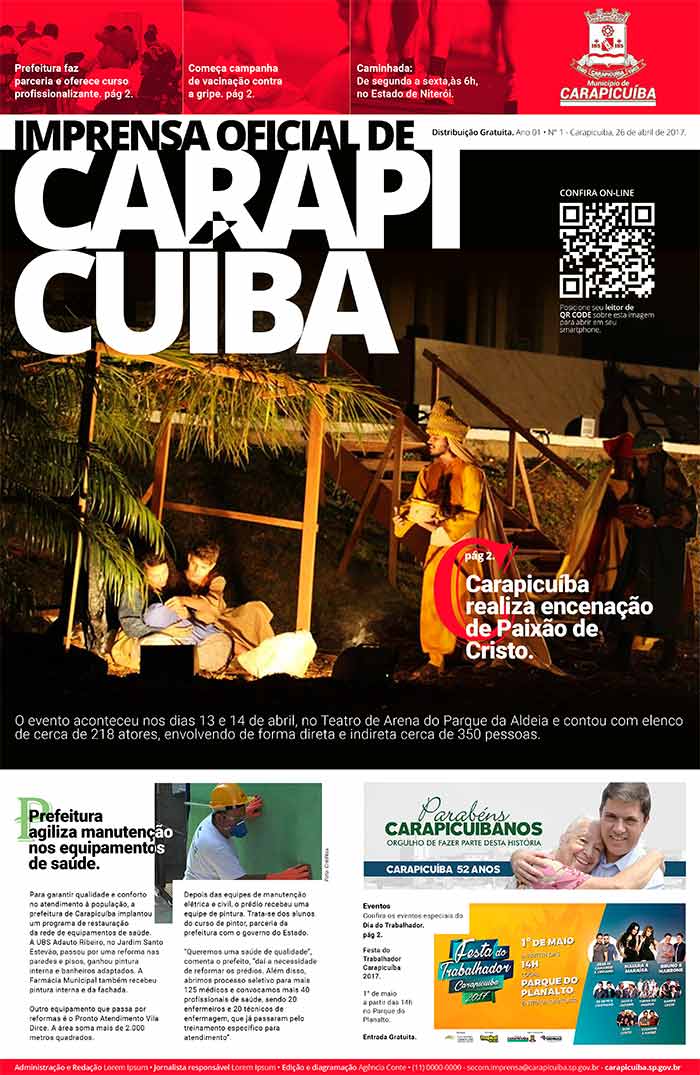 Prefeitura faz
parceria e oferece curso
profissionalizante. pág 2.
Começa campanha
de vacinação contra
a gripe. pág 2.
Caminhada:
De segunda a sexta,às 6h,
no Estado de Niterói.
Município de
CARAPICUÍBA
IMPRENSA OFICIAL DE
CARAPI
CUÍBA
Distribuição Gratuita. Ano 01 • N° 1 - Carapicuíba, 26 de abril de 2017.
CONFIRA ON-LINE
Posicione seu leitor de
QR CODE sobre esta imagem
para abrir em seu
smartphone.
pág 2.
Carapicuíba
realiza encenação
de Paixão de
Cristo.
O evento aconteceu nos dias 13 e 14 de abril, no Teatro de Arena do Parque da Aldeia e contou com elenco
de cerca de 218 atores, envolvendo de forma direta e indireta cerca de 350 pessoas.
P
Prefeitura
agiliza manutenção
nos equipamentos
de saúde.
Para garantir qualidade e conforto
no atendimento à população, a
prefeitura de Carapicuíba implantou
um programa de restauração
da rede de equipamentos de saúde.
A UBS Adauto Ribeiro, no Jardim Santo
Estevão, passou por uma reforma nas
paredes e pisos, ganhou pintura
interna e banheiros adaptados. A
Farmácia Municipal também recebeu
pintura interna e da fachada.
Outro equipamento que passa por
reformas é o Pronto Atendimento Vila
Dirce. A área soma mais de 2.000
metros quadrados.
Depois das equipes de manutenção
elétrica e civil, o prédio recebeu uma
equipe de pintura. Trata-se dos alunos
do curso de pintor, parceria da
prefeitura com o governo do Estado.
"Queremos uma saúde de qualidade",
comenta o prefeito, "daí a necessidade
de reformar os prédios. Além disso,
abrimos processo seletivo para mais
125 médicos e convocamos mais 40
profissionais de saúde, sendo 20
enfermeiros e 20 técnicos de
enfermagem, que já passaram pelo
treinamento específico para
atendimento".
Parabéns
CARAPICUIBANOS
ORGULHO DE FAZER PARTE DESTA HISTÓRIA
CARAPICUÍBA 52 ANOS
Eventos
Confira os eventos especiais do
Dia do Trabalhador.
pág 2.
Festa do
Trabalhador
Carapicuíba
2017.
1° de maio
a partir das 14h
no Parque do
Planalto.
Entrada Gratuita.
Festa do
Trabalhador
Carapicuíba
2017
1º DE MAIO
A PARTIR DAS
14H
LOCAL
PARQUE DO
PLANALTO
MAIARA &
MARAISA
BRUNO &
MARRONE
Administração e Redação Lorem Ipsum • Jornalista responsável Lorem Ipsum • Edição e diagramação Agência Conte • (11) 0000-0000 - socom.imprensa@carapicuiba.sp.gov.br - carapicuiba.sp.gov.br